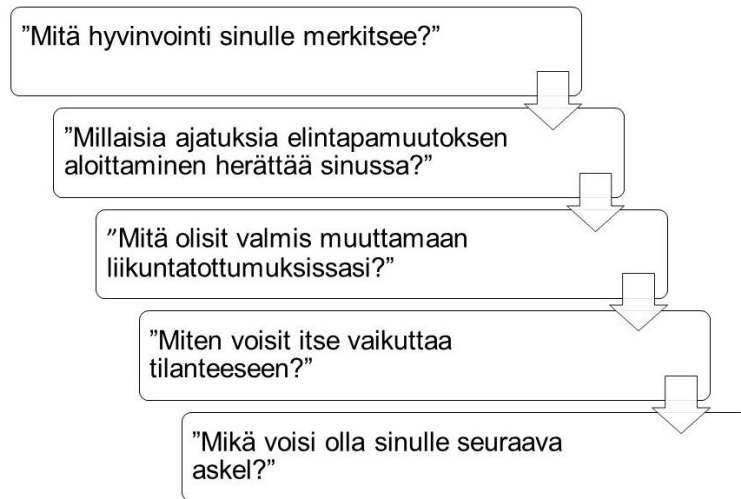 ”Mitä hyvinvointi sinulle merkitsee?”
”Millaisia ajatuksia elintapamuutoksen
aloittaminen herättää sinussa?”
”Mitä olisit valmis muuttamaan
liikuntatottumuksissasi?”
”Miten voisit itse vaikuttaa
tilanteeseen?”
”Mikä voisi olla sinulle seuraava
askel?”